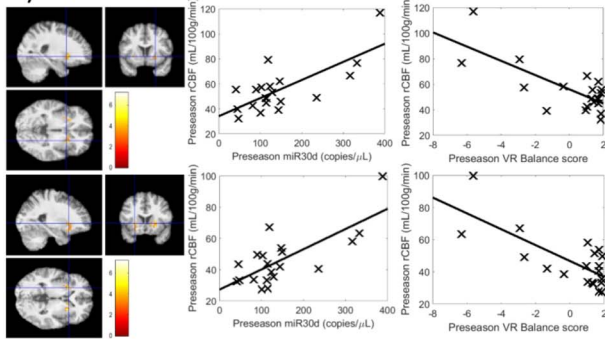 6
4
2
0
Preseason rCBF (mL/100g/min)
120
100
80
60
40
20
0 100 200 300 400
Preseason miR30d (copies/μL)
Preseason rCBF (mL/100g/min)
120
100
80
60
40
20
-8 -6 -4 -2 0 2
Preseason VR Balance score
6
4
2
0
Preseason rCBF (mL/100g/min)
100
80
60
40
20
0 100 200 300 400
Preseason miR30d (copies/μL)
Preseason rCBF (mL/100g/min)
100
80
60
40
20
-8 -6 -4 -2 0 2
Preseason VR Balance score